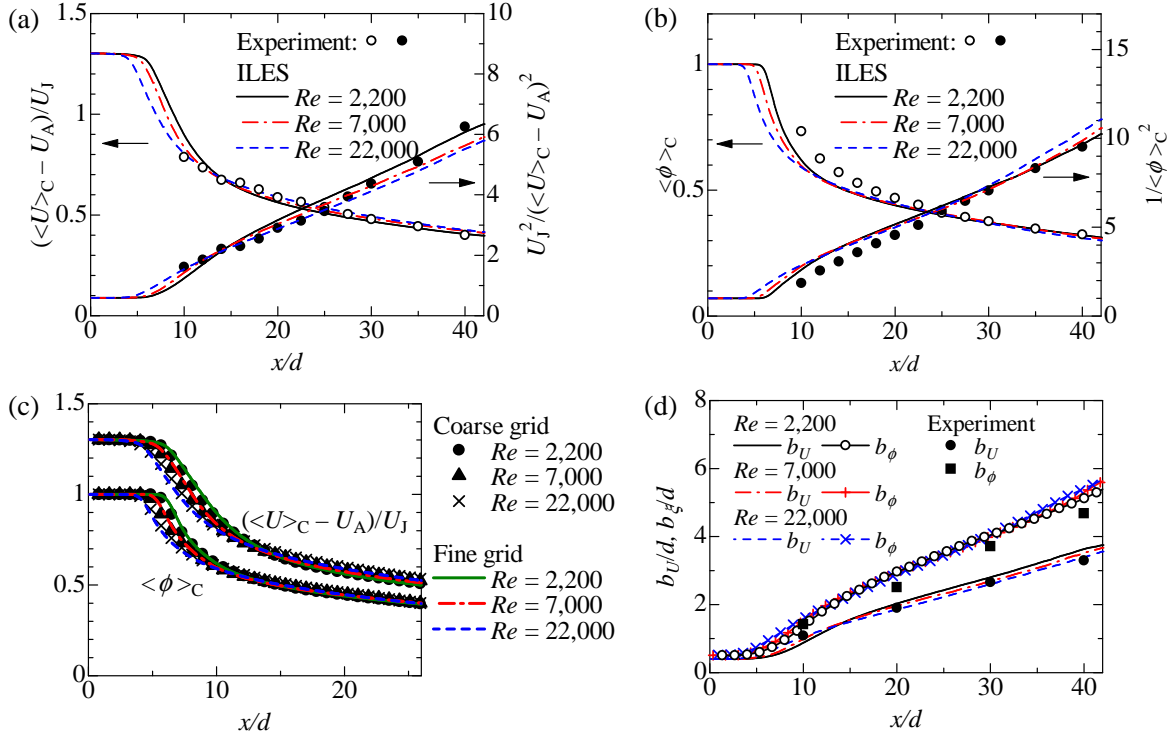 (a)
1.5
1
0.5
0
(<U>C − UA)/UJ
10
8
6
4
2
0
UJ²/(<U>C − UA)²
0 10 20 30 40
x/d
Experiment:
ILES
Re = 2,200
Re = 7,000
Re = 22,000
(b)
1
0.5
0
<ϕ>C
15
10
5
0
1/<ϕ>C²
0 10 20 30 40
x/d
Experiment:
ILES
Re = 2,200
Re = 7,000
Re = 22,000
(c)
1.5
1.0
0.5
0
0 10 20
x/d
(<U>C − UA)/UJ
<ϕ>C
Coarse grid
Re = 2,200
Re = 7,000
Re = 22,000
Fine grid
Re = 2,200
Re = 7,000
Re = 22,000
(d)
8
6
4
2
0
bU/d, bξ/d
0 10 20 30 40
x/d
Re = 2,200
bU bϕ
Re = 7,000
bU bϕ
Re = 22,000
bU bϕ
Experiment
bU
bϕ